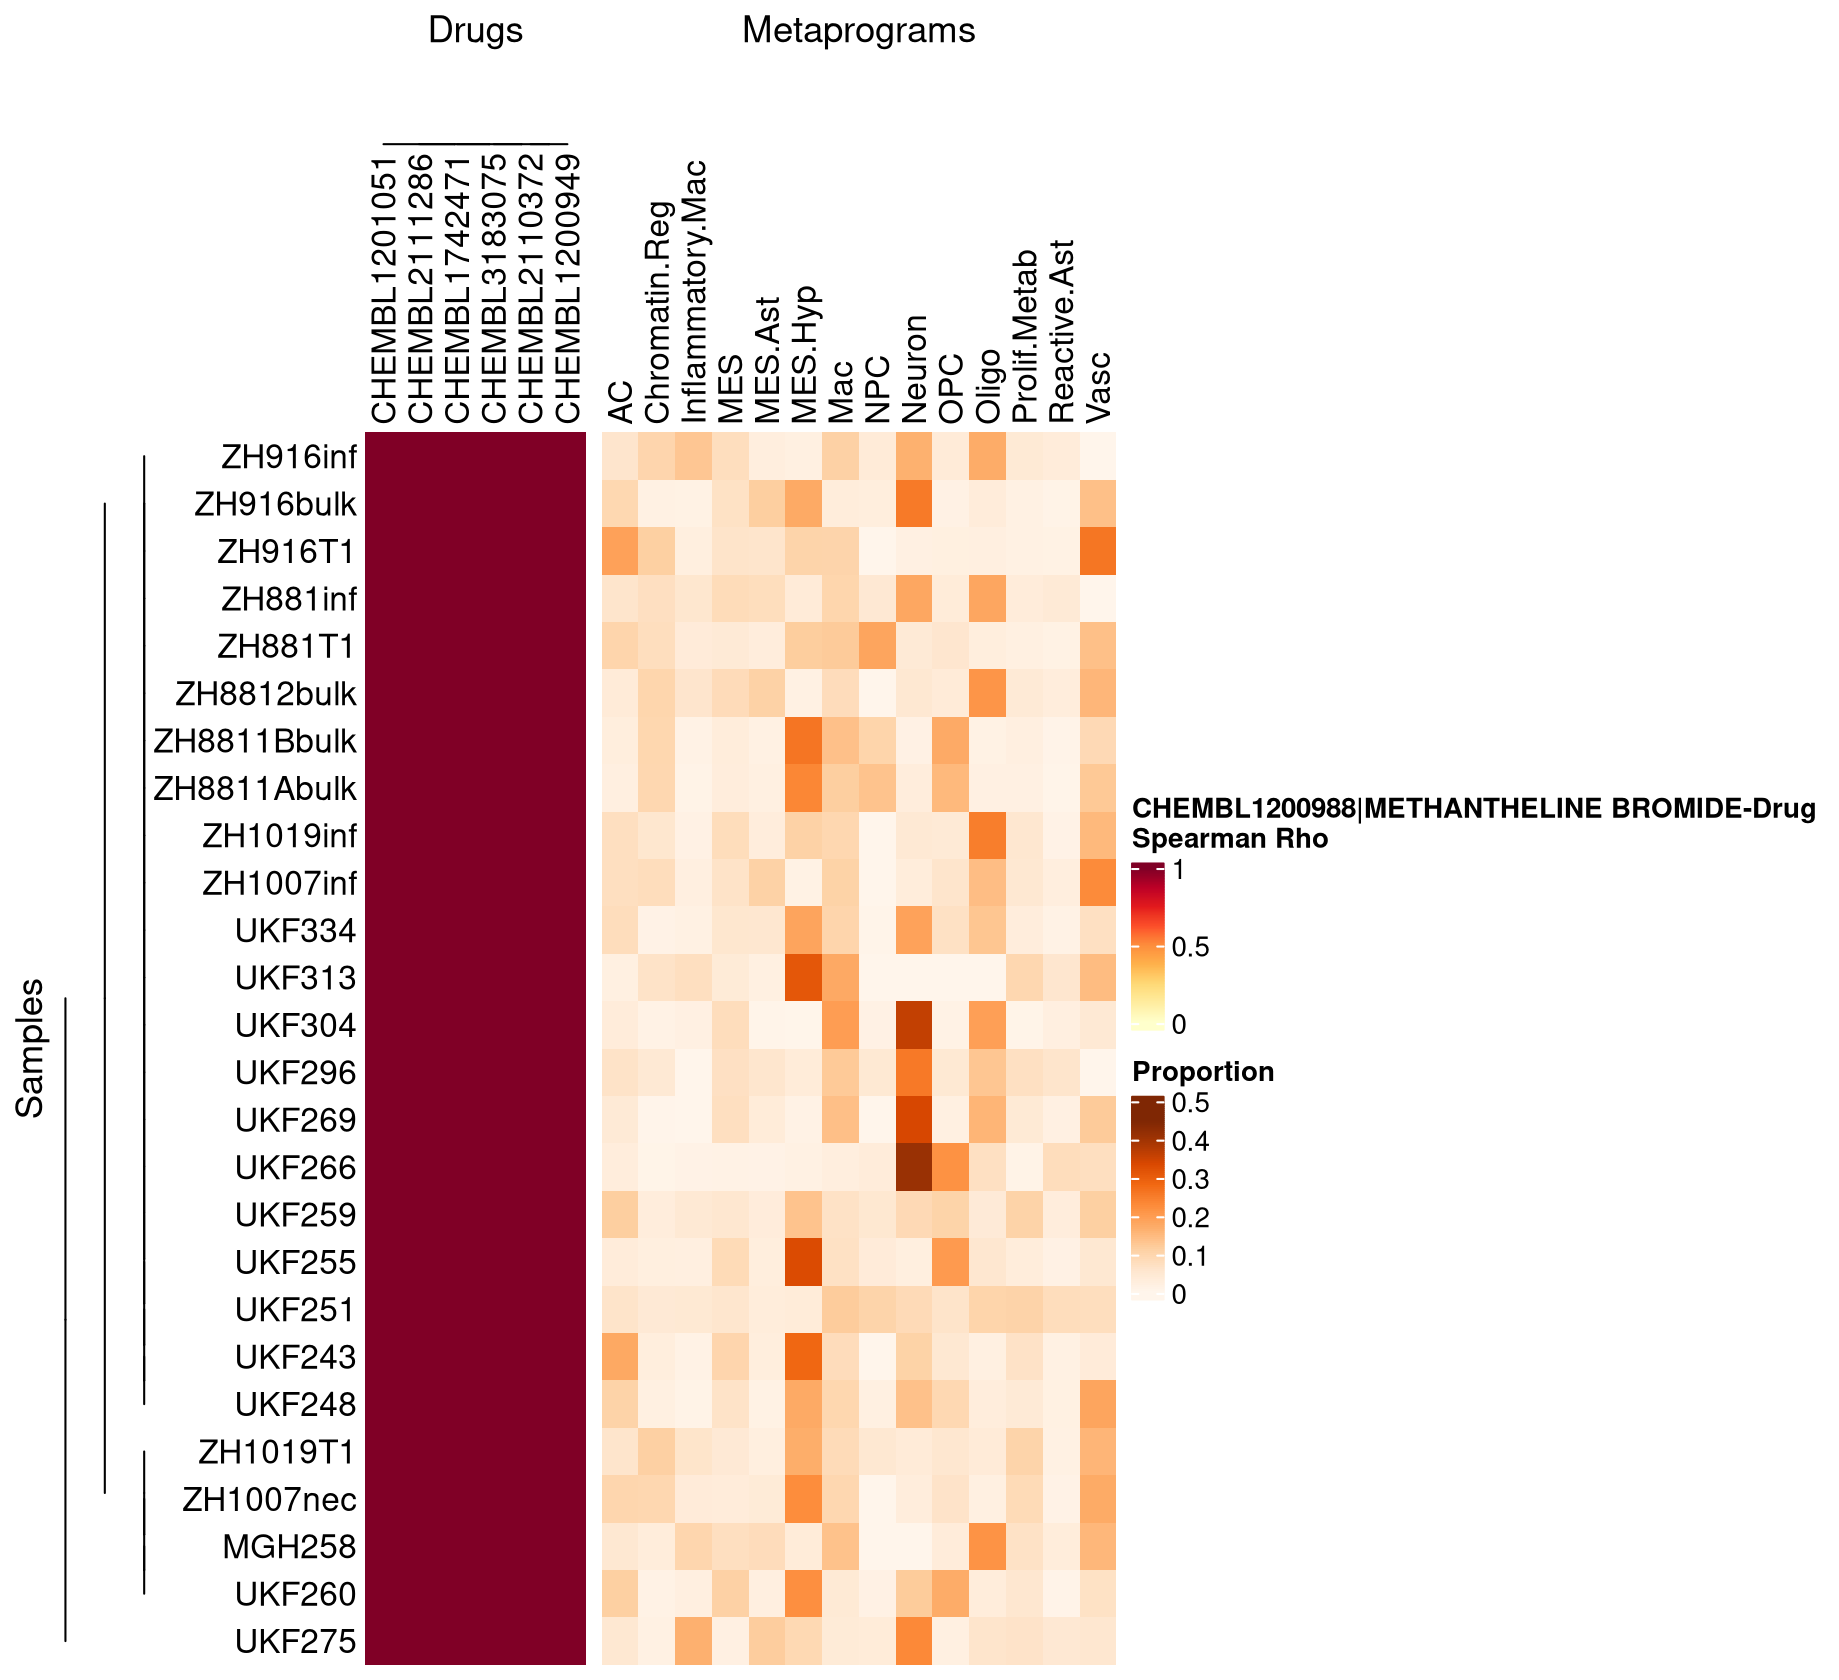 Drugs
Metaprograms
CHEMBL1201051
CHEMBL2111286
CHEMBL1742471
CHEMBL3183075
CHEMBL2110372
CHEMBL1200949
AC
Chromatin.Reg
Inflammatory.Mac
MES
MES.Ast
MES.Hyp
Mac
NPC
Neuron
OPC
Oligo
Prolif.Metab
Reactive.Ast
Vasc
Samples
ZH916inf
ZH916bulk
ZH916T1
ZH881inf
ZH881T1
ZH8812bulk
ZH8811Bbulk
ZH8811Abulk
ZH1019inf
ZH1007inf
UKF334
UKF313
UKF304
UKF296
UKF269
UKF266
UKF259
UKF255
UKF251
UKF243
UKF248
ZH1019T1
ZH1007nec
MGH258
UKF260
UKF275
CHEMBL1200988|METHANTHELINE BROMIDE-Drug
Spearman Rho
1
0.5
0
Proportion
0.5
0.4
0.3
0.2
0.1
0